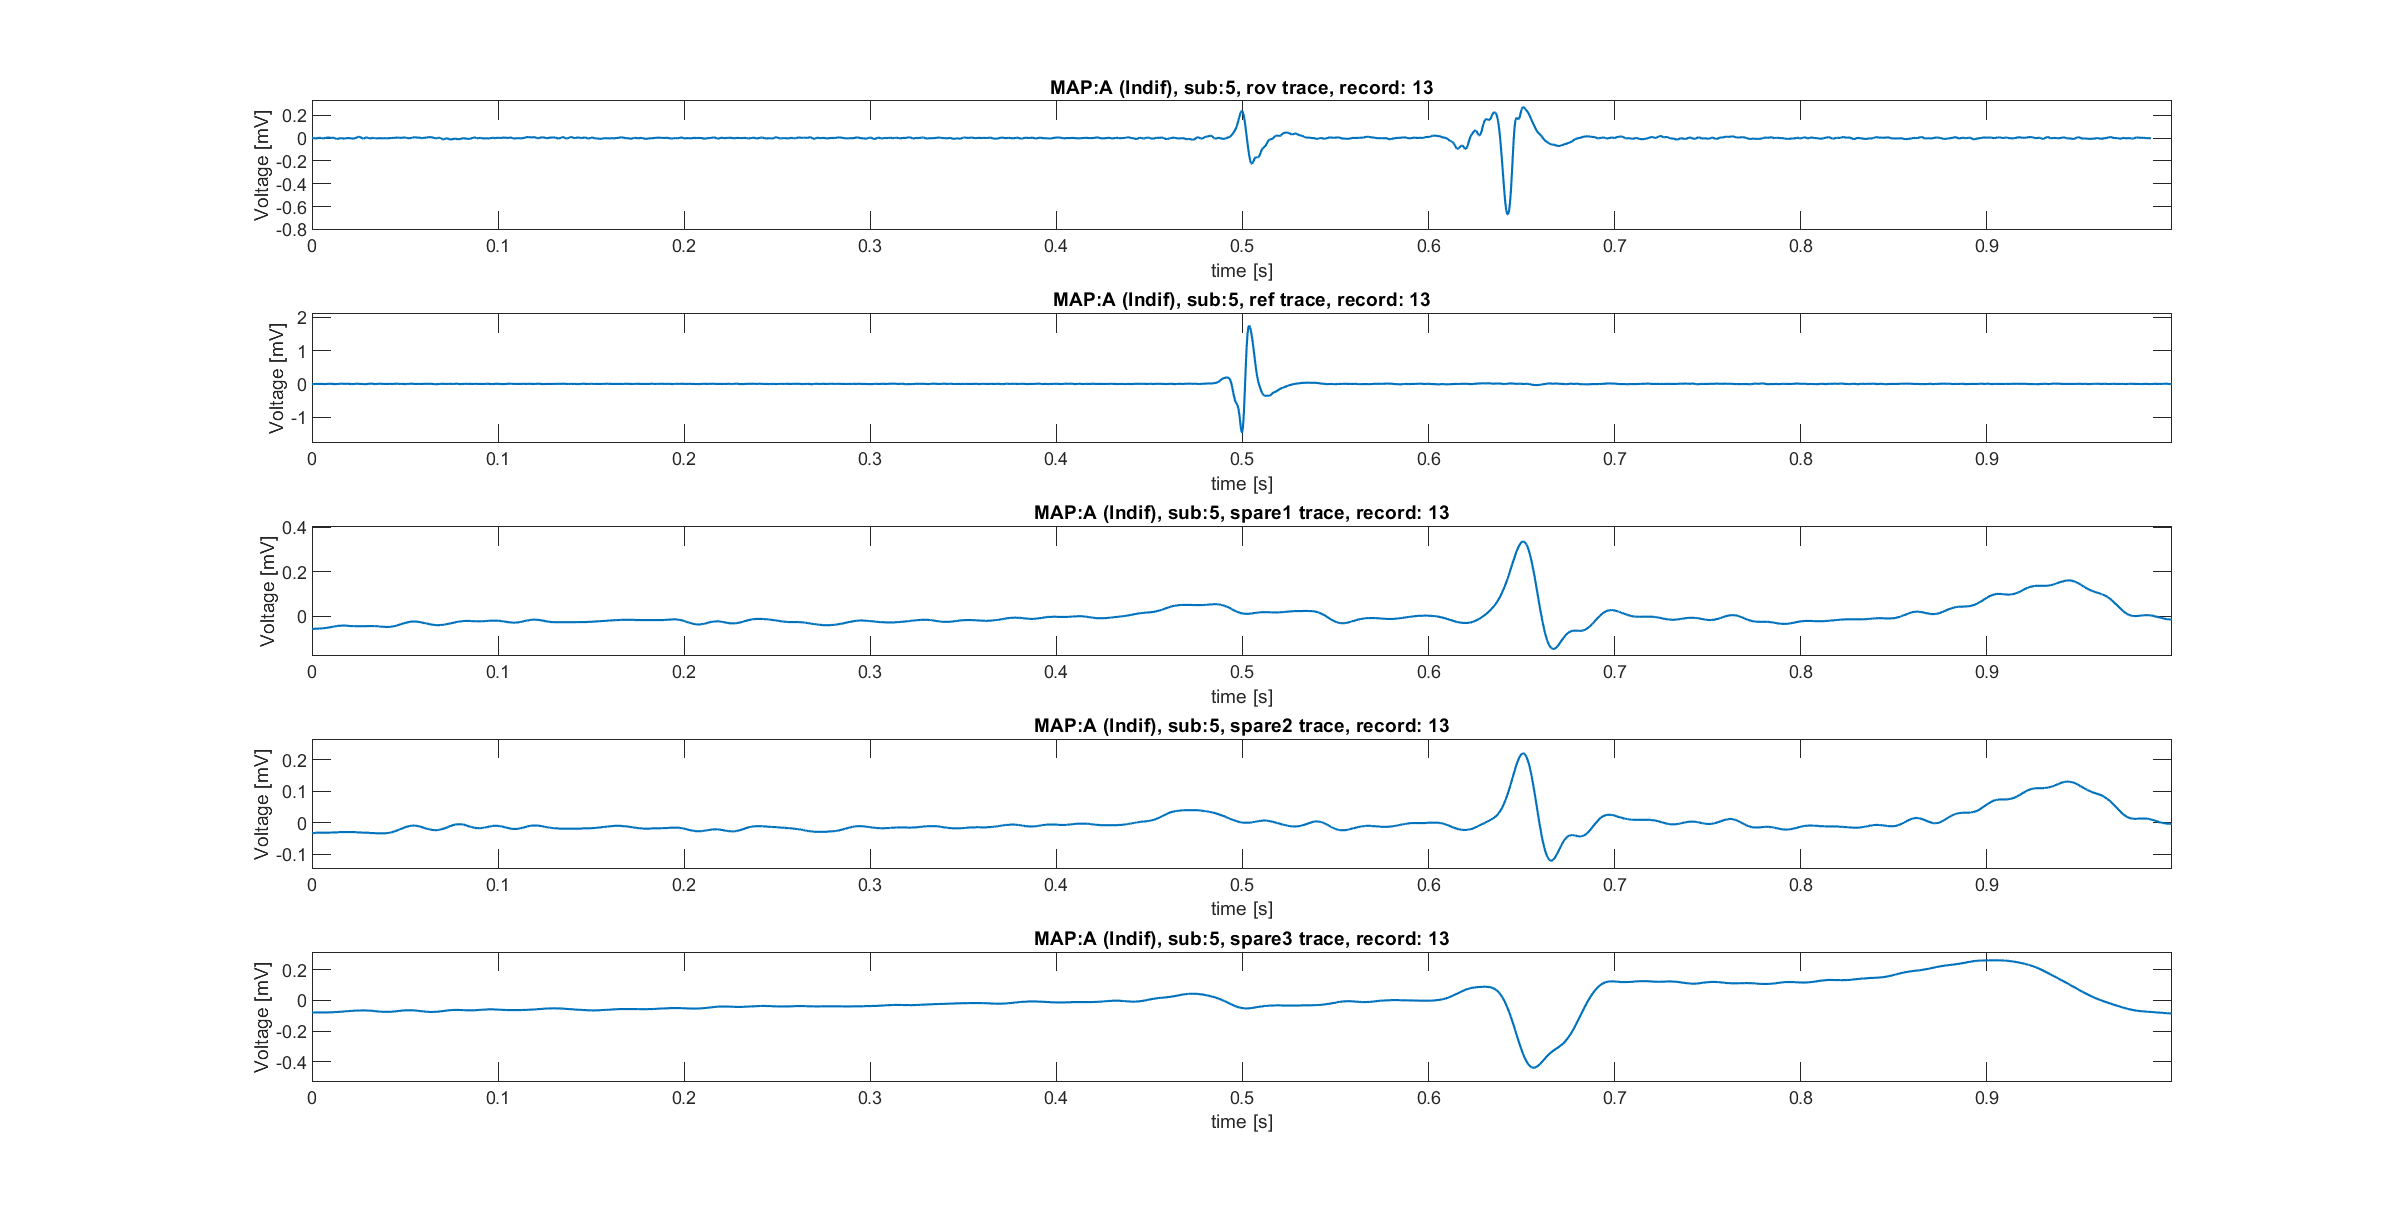 MAP:A (Indif), sub:5, rov trace, record: 13
Voltage [mV]
0.2
0
-0.2
-0.4
-0.6
-0.8
0 0.1 0.2 0.3 0.4 0.5 0.6 0.7 0.8 0.9
time [s]
MAP:A (Indif), sub:5, ref trace, record: 13
Voltage [mV]
2
1
0
-1
0 0.1 0.2 0.3 0.4 0.5 0.6 0.7 0.8 0.9
time [s]
MAP:A (Indif), sub:5, spare1 trace, record: 13
Voltage [mV]
0.4
0.2
0
0 0.1 0.2 0.3 0.4 0.5 0.6 0.7 0.8 0.9
time [s]
MAP:A (Indif), sub:5, spare2 trace, record: 13
Voltage [mV]
0.2
0.1
0
-0.1
0 0.1 0.2 0.3 0.4 0.5 0.6 0.7 0.8 0.9
time [s]
MAP:A (Indif), sub:5, spare3 trace, record: 13
Voltage [mV]
0.2
0
-0.2
-0.4
0 0.1 0.2 0.3 0.4 0.5 0.6 0.7 0.8 0.9
time [s]